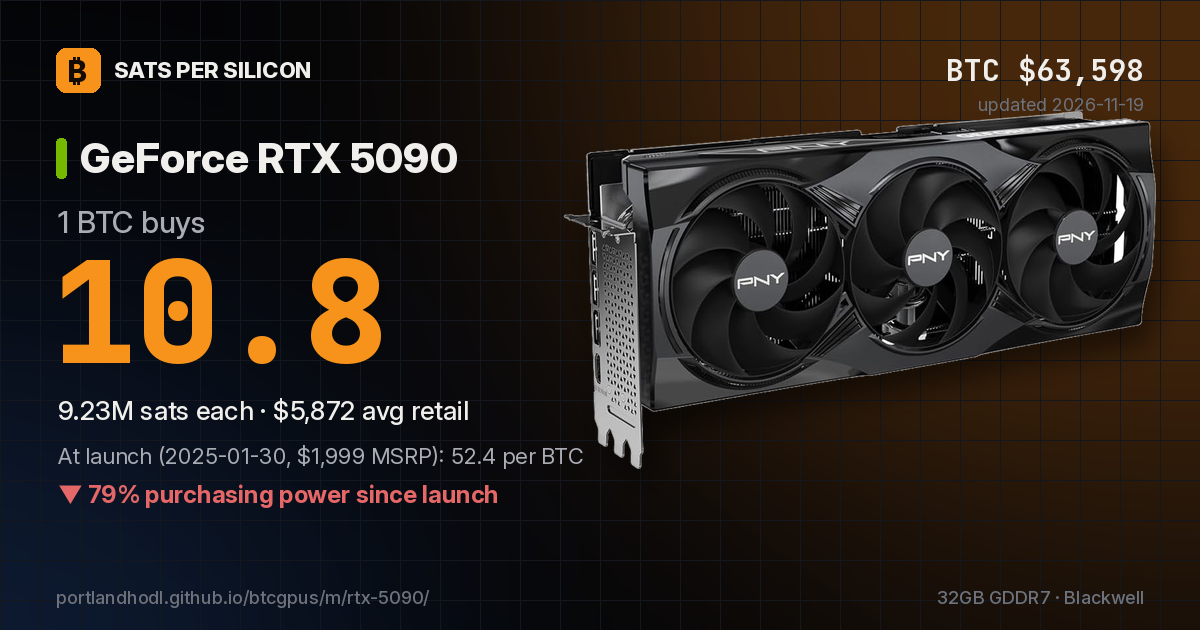 ₿ SATS PER SILICON
BTC $63,598
updated 2026-11-19
GeForce RTX 5090
1 BTC buys
10.8
9.23M sats each · $5,872 avg retail
At launch (2025-01-30, $1,999 MSRP): 52.4 per BTC
▼ 79% purchasing power since launch
PNY
PNY
PNY
portlandhodl.github.io/btcgpus/m/rtx-5090/
32GB GDDR7 · Blackwell